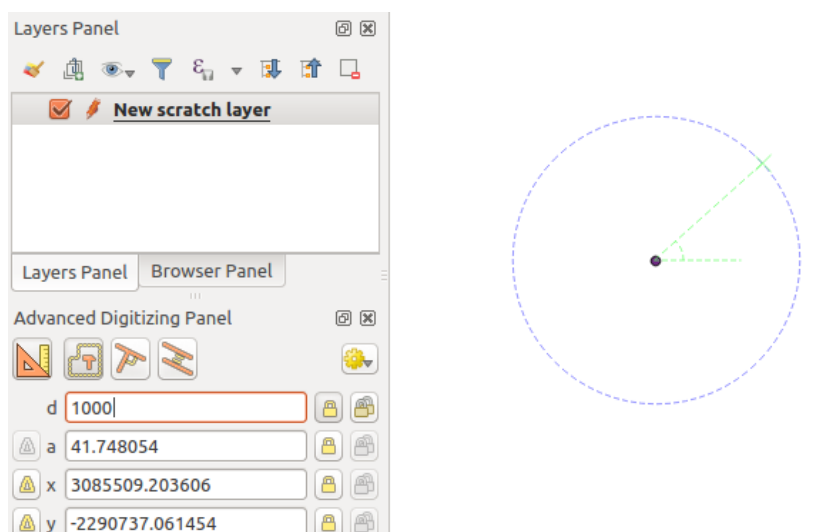 Layers Panel
New scratch layer
Layers Panel Browser Panel
Advanced Digitizing Panel
d 1000
a 41.748054
x 3085509.203606
y -2290737.061454